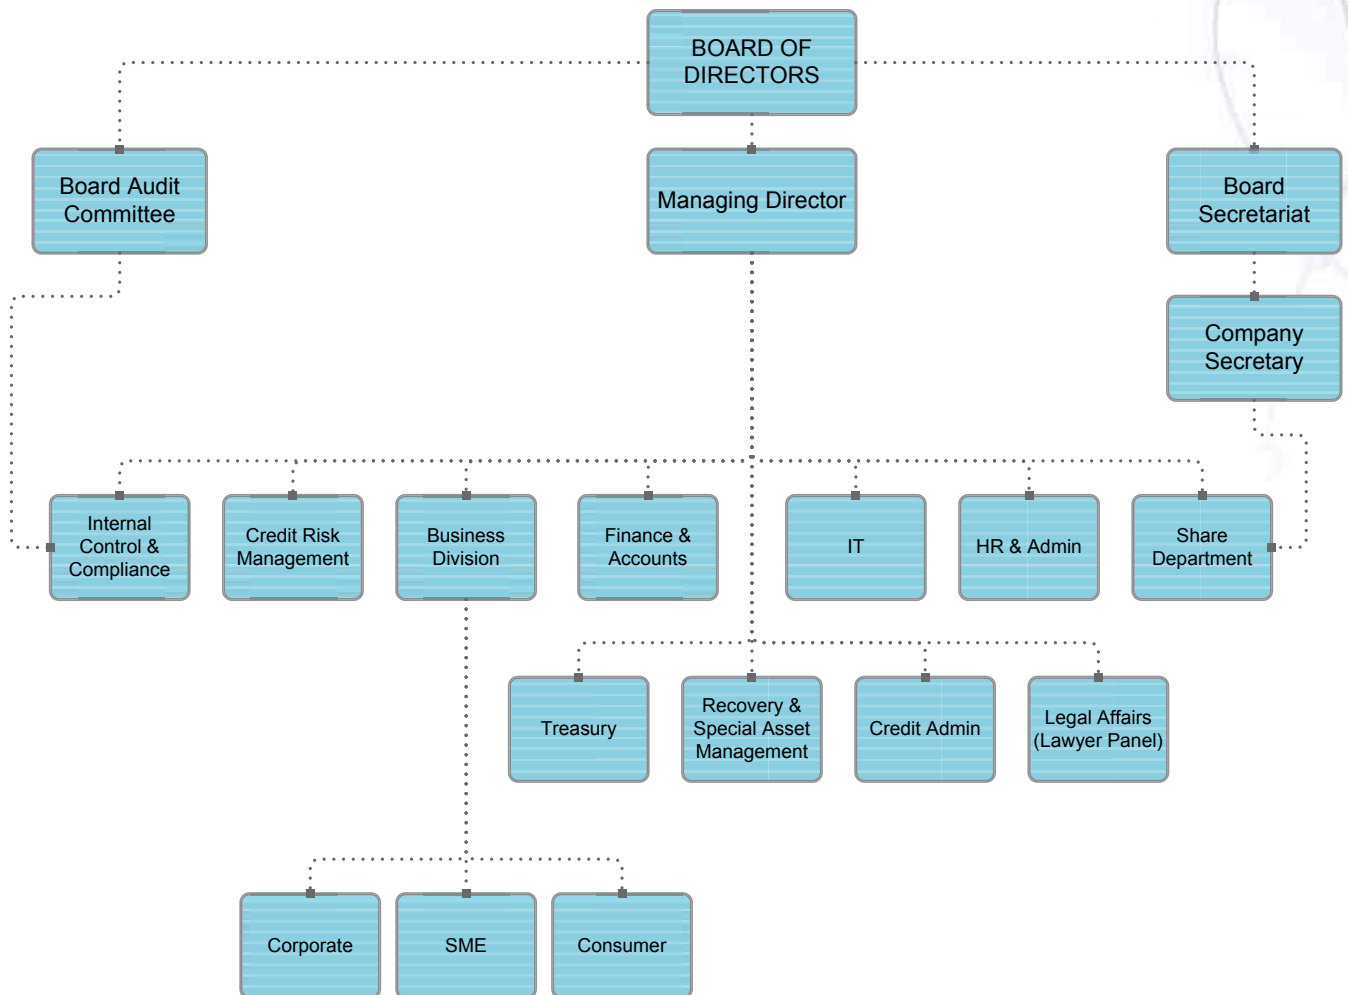 BOARD OF
DIRECTORS
Board Audit
Committee
Managing Director
Board
Secretariat
Company
Secretary
Internal
Control &
Compliance
Credit Risk
Management
Business
Division
Finance &
Accounts
IT
HR & Admin
Share
Department
Treasury
Recovery &
Special Asset
Management
Credit Admin
Legal Affairs
(Lawyer Panel)
Corporate
SME
Consumer